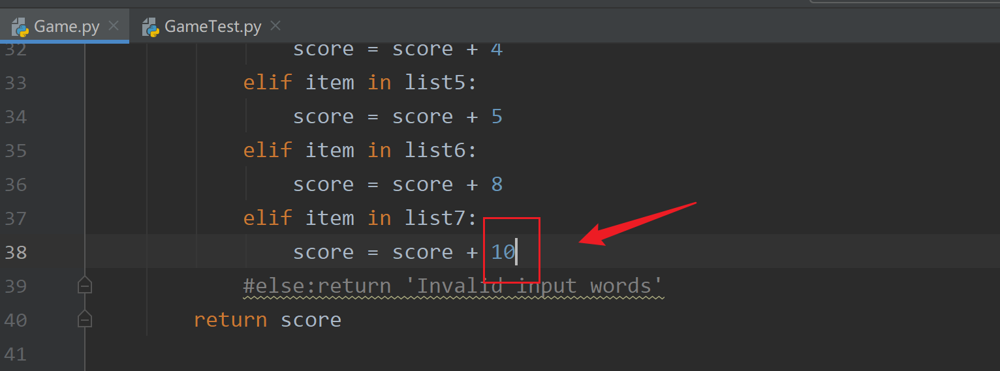 Game.py
GameTest.py
32 score = score + 4
33 elif item in list5:
34 score = score + 5
35 elif item in list6:
36 score = score + 8
37 elif item in list7:
38 score = score + 10
39 #else:return 'Invalid input words'
40 return score
41